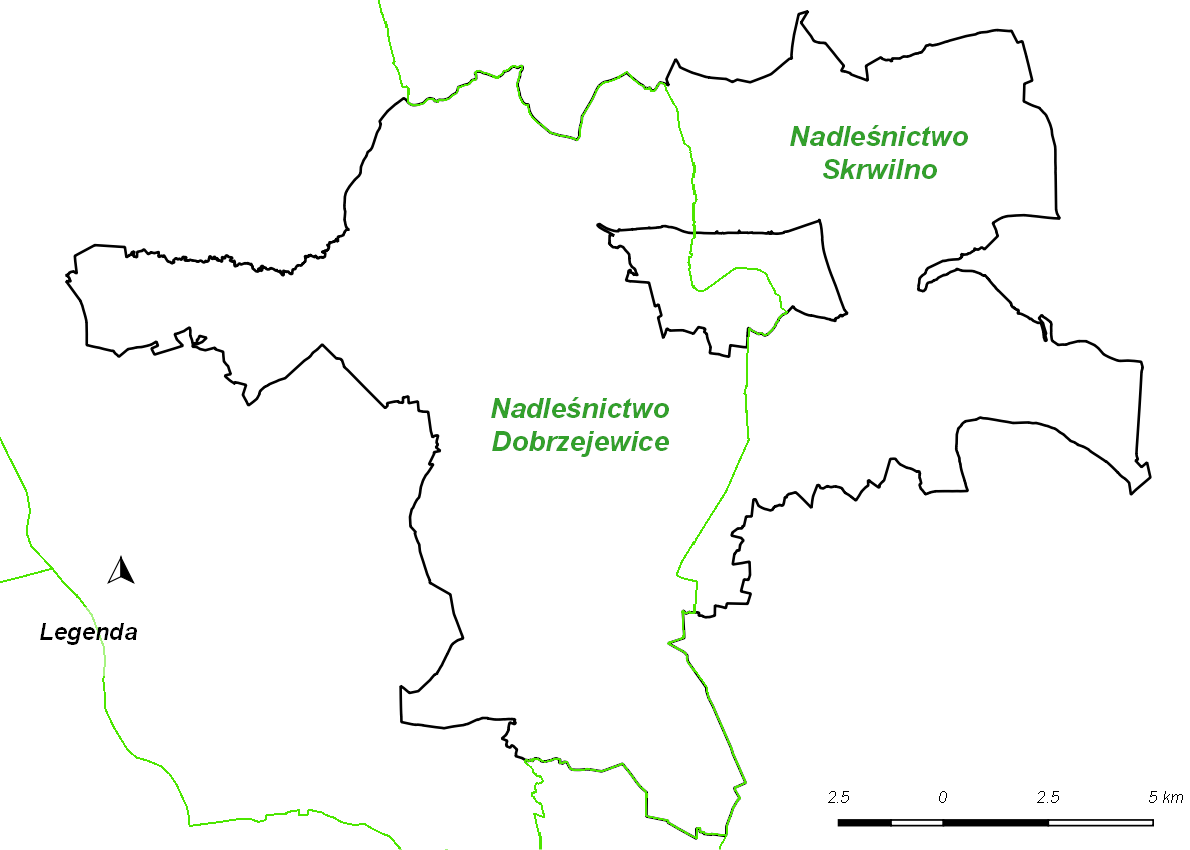 Nadleśnictwo
Skrwilno
Nadleśnictwo
Dobrzejewice
Legenda
2.5 0 2.5 5 km